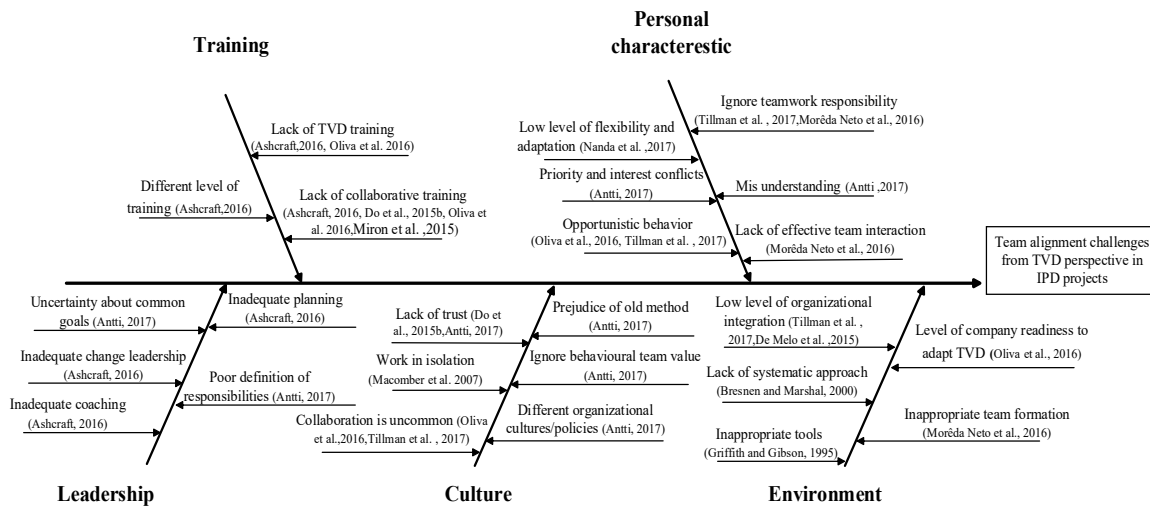 Personal
characterestic
Training
Lack of TVD training
(Ashcraft,2016, Oliva et al. 2016)
Different level of
training (Ashcraft,2016)
Lack of collaborative training
(Ashcraft, 2016, Do et al., 2015b, Oliva et
al. 2016,Miron et al. ,2015)
Ignore teamwork responsibility
(Tillman et al. , 2017,Morêda Neto et al., 2016)
Low level of flexibility and
adaptation (Nanda et al. ,2017)
Priority and interest conflicts
(Antti, 2017)
Mis understanding (Antti ,2017)
Opportunistic behavior
(Oliva et al., 2016, Tillman et al. , 2017)
Lack of effective team interaction
(Morêda Neto et al., 2016)
Team alignment challenges
from TVD perspective in
IPD projects
Uncertainty about common
goals (Antti, 2017)
Inadequate planning
(Ashcraft, 2016)
Inadequate change leadership
(Ashcraft, 2016)
Poor definition of
responsibilities (Antti, 2017)
Inadequate coaching
(Ashcraft, 2016)
Leadership
Lack of trust (Do et
al., 2015b,Antti, 2017)
Prejudice of old method
(Antti, 2017)
Work in isolation
(Macomber et al. 2007)
Ignore behavioural team value
(Antti, 2017)
Collaboration is uncommon (Oliva
et al.,2016,Tillman et al. , 2017)
Different organizational
cultures/policies (Antti, 2017)
Culture
Low level of organizational
integration (Tillman et al. ,
2017,De Melo et al. ,2015)
Level of company readiness to
adapt TVD (Oliva et al., 2016)
Lack of systematic approach
(Bresnen and Marshal, 2000)
Inappropriate team formation
(Morêda Neto et al., 2016)
Inappropriate tools
(Griffith and Gibson, 1995)
Environment